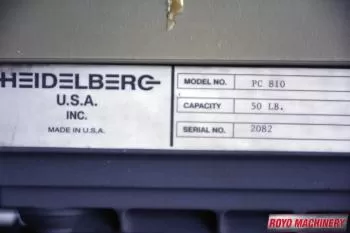 HEIDELBERG
U.S.A.
INC.
MADE IN U.S.A.
MODEL NO. PC 810
CAPACITY 50 LB.
SERIAL NO. 2082
ROYO MACHINERY